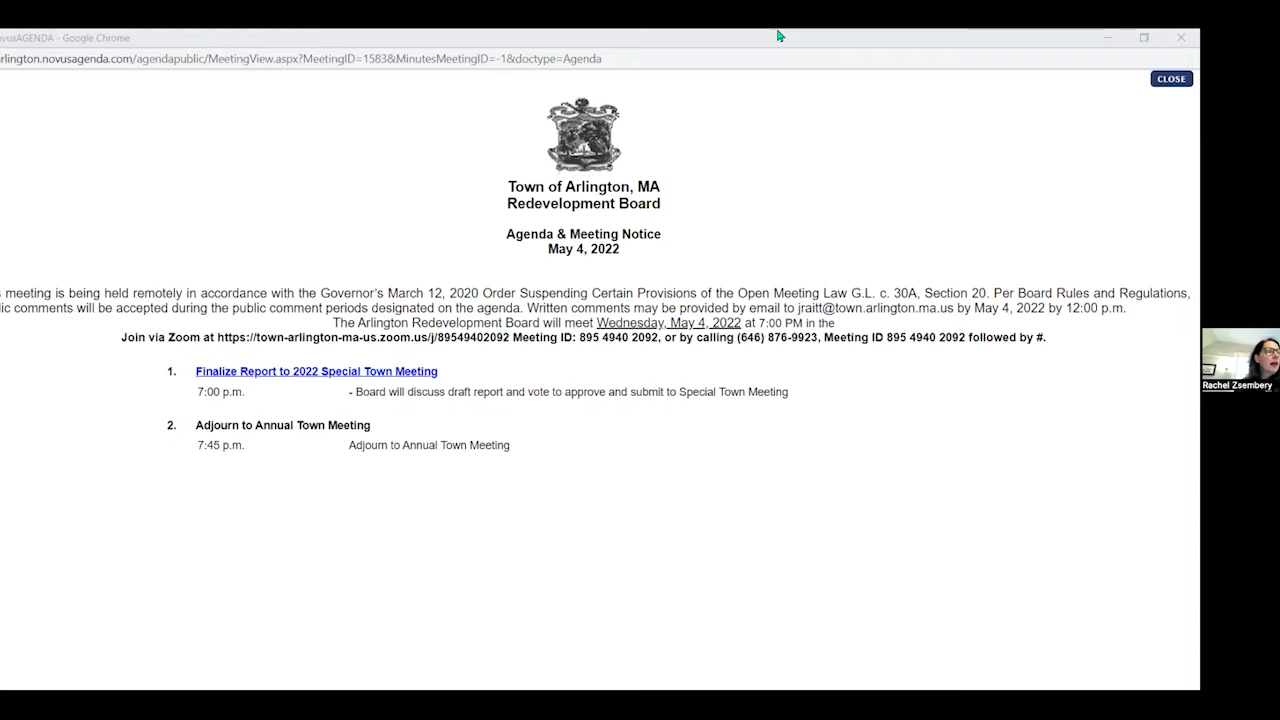 ovusAGENDA - Google Chrome
rlington.novusagenda.com/agendapublic/MeetingView.aspx?MeetingID=1583&MinutesMeetingID=-1&doctype=Agenda
CLOSE
Town of Arlington, MA
Redevelopment Board
Agenda & Meeting Notice
May 4, 2022
meeting is being held remotely in accordance with the Governor's March 12, 2020 Order Suspending Certain Provisions of the Open Meeting Law G.L. c. 30A, Section 20. Per Board Rules and Regulations,
ic comments will be accepted during the public comment periods designated on the agenda. Written comments may be provided by email to jraitt@town.arlington.ma.us by May 4, 2022 by 12:00 p.m.
The Arlington Redevelopment Board will meet Wednesday, May 4, 2022 at 7:00 PM in the
Join via Zoom at https://town-arlington-ma-us.zoom.us/j/89549402092 Meeting ID: 895 4940 2092, or by calling (646) 876-9923, Meeting ID 895 4940 2092 followed by #.
1. Finalize Report to 2022 Special Town Meeting
7:00 p.m. - Board will discuss draft report and vote to approve and submit to Special Town Meeting
Rachel Zsembery
2. Adjourn to Annual Town Meeting
7:45 p.m. Adjourn to Annual Town Meeting